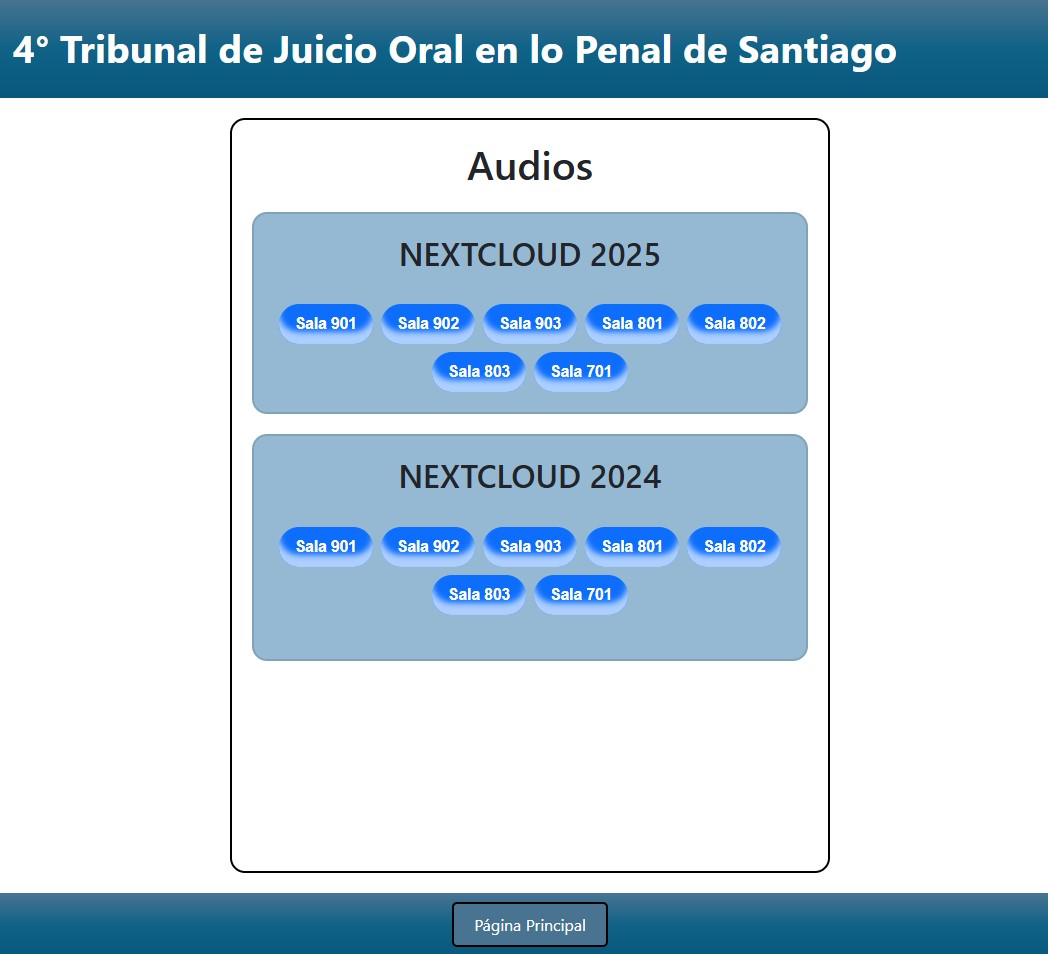 4° Tribunal de Juicio Oral en lo Penal de Santiago
Audios
NEXTCLOUD 2025
Sala 901 Sala 902 Sala 903 Sala 801 Sala 802
Sala 803 Sala 701
NEXTCLOUD 2024
Sala 901 Sala 902 Sala 903 Sala 801 Sala 802
Sala 803 Sala 701
Página Principal